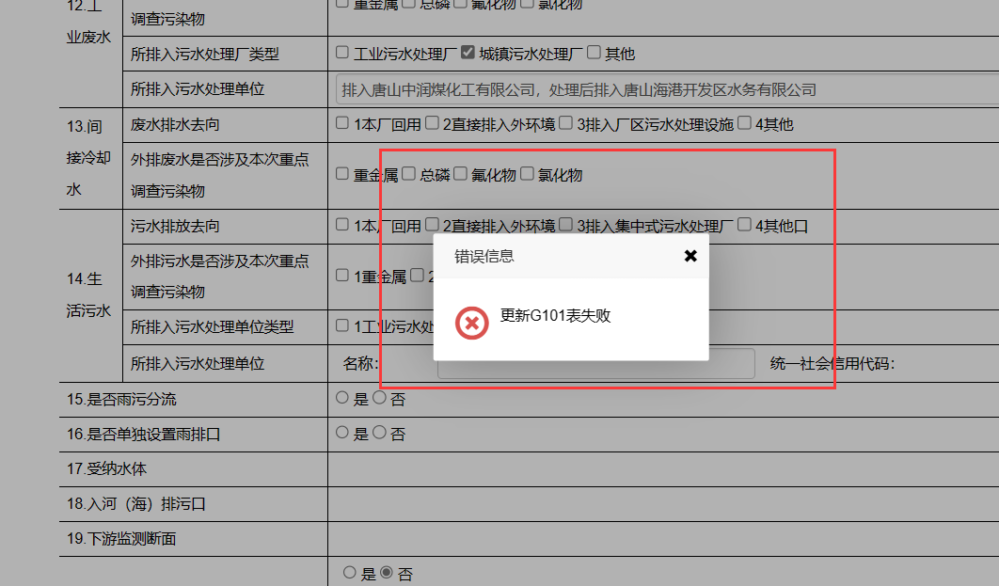 12.工
业废水
调查污染物
重金属 总磷 氟化物 氯化物
所排入污水处理厂类型
工业污水处理厂 城镇污水处理厂 其他
所排入污水处理单位
排入唐山中润煤化工有限公司，处理后排入唐山海港开发区水务有限公司
13.间
接冷却
水
废水排水去向
1本厂回用 2直接排入外环境 3排入厂区污水处理设施 4其他
外排废水是否涉及本次重点
调查污染物
重金属 总磷 氟化物 氯化物
14.生
活污水
污水排放去向
1本厂回用 2直接排入外环境 3排入集中式污水处理厂 4其他口
外排污水是否涉及本次重点
调查污染物
1重金属 2
所排入污水处理单位类型
1工业污水处
所排入污水处理单位
名称： 统一社会信用代码：
错误信息
更新G101表失败
15.是否雨污分流
是 否
16.是否单独设置雨排口
是 否
17.受纳水体
18.入河（海）排污口
19.下游监测断面
是 否